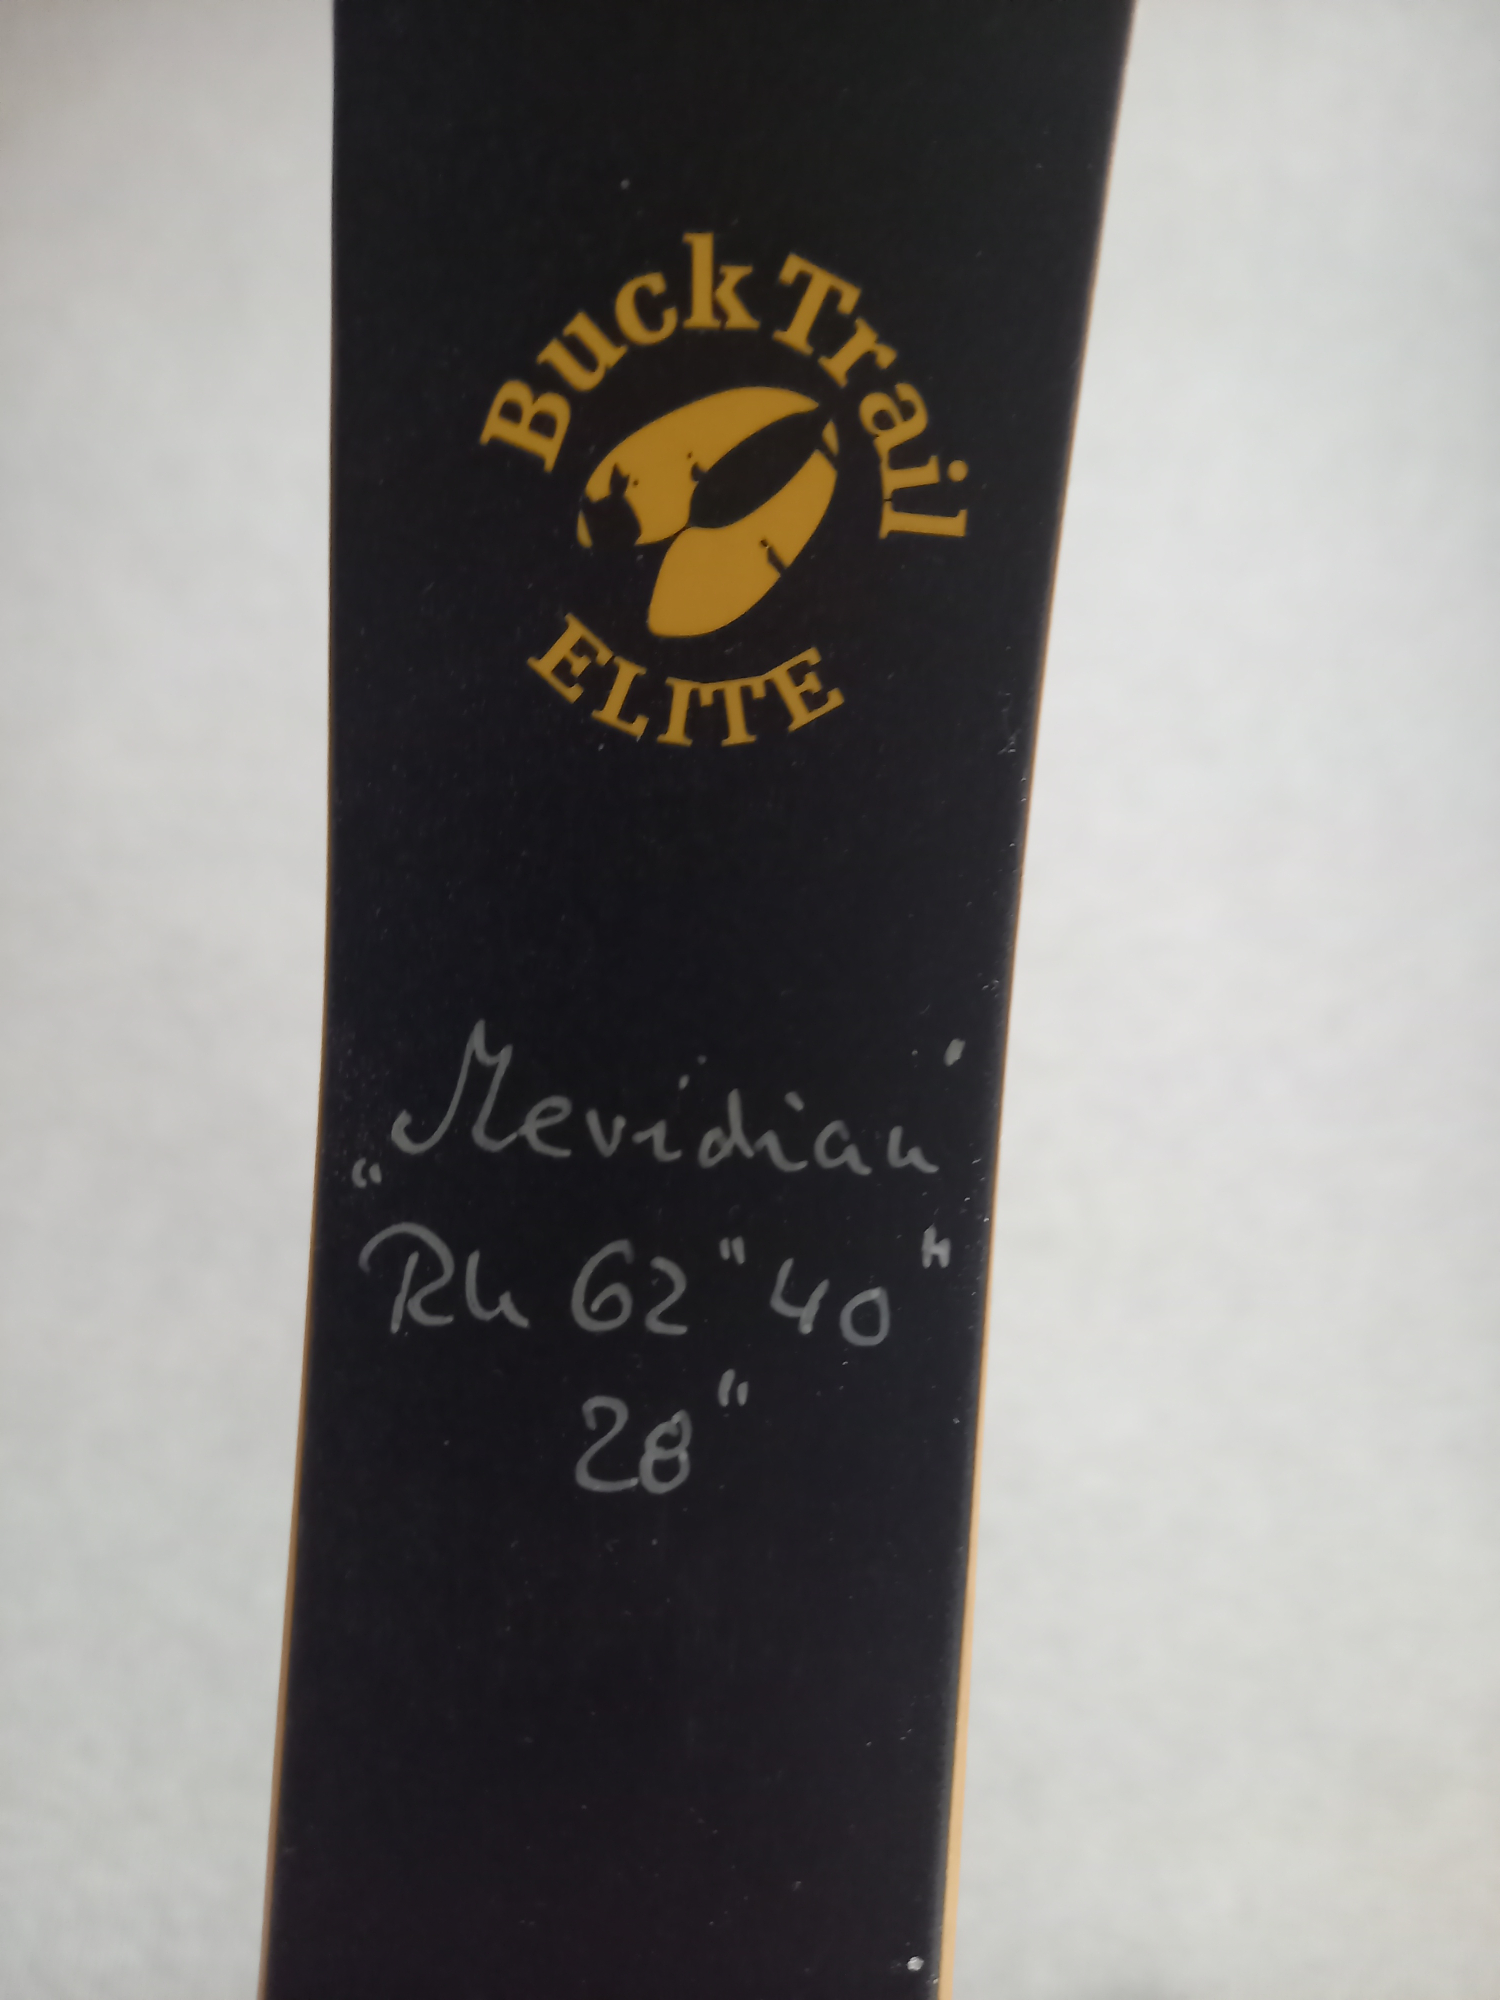 BuckTrail
ELITE
„Meridian"
Rh 62" 40"
28"